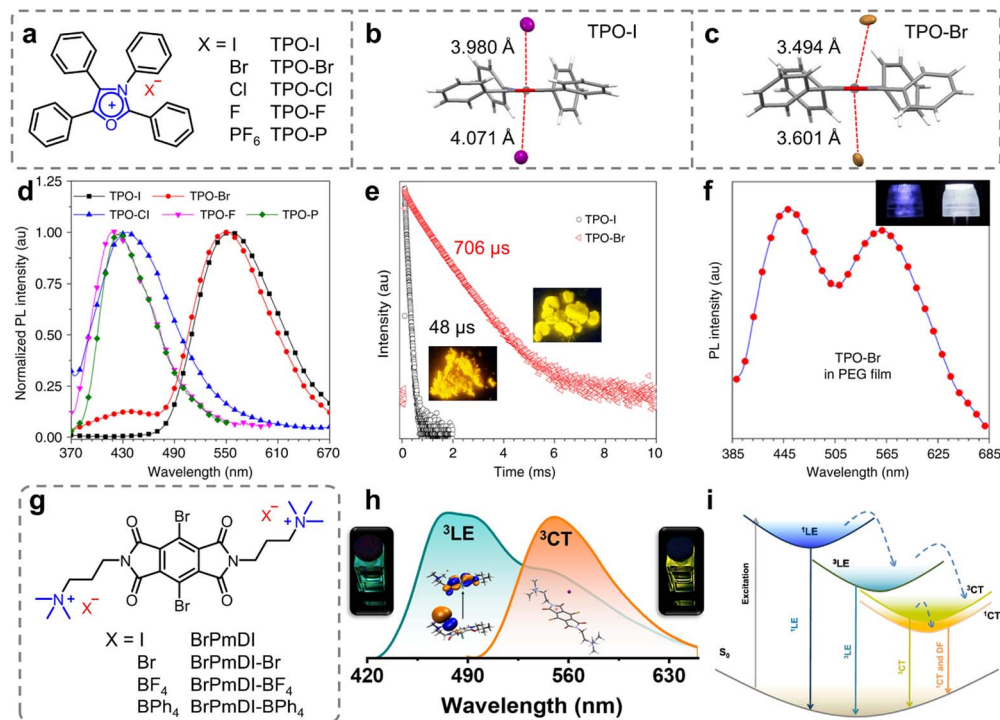 a
X = I TPO-I
Br TPO-Br
Cl TPO-Cl
F TPO-F
PF6 TPO-P
N
+
O
X−
b
TPO-I
3.980 Å
4.071 Å
c
TPO-Br
3.494 Å
3.601 Å
d
TPO-I TPO-Br
TPO-Cl TPO-F TPO-P
Normalized PL intensity (au)
1.25
1.00
0.75
0.50
0.25
0.00
370 430 490 550 610 670
Wavelength (nm)
e
TPO-I
TPO-Br
706 μs
48 μs
Intensity (au)
0 2 4 6 8 10
Time (ms)
f
PL intensity (au)
TPO-Br
in PEG film
385 445 505 565 625 685
Wavelength (nm)
g
X− N +
O Br O
N N
O Br O
N + X−
X = I BrPmDI
Br BrPmDI-Br
BF4 BrPmDI-BF4
BPh4 BrPmDI-BPh4
h
3LE
3CT
420 490 560 630
Wavelength (nm)
i
1LE
3LE
3CT
1CT
Excitation
S0
1LE
3LE
3CT
1CT and DF